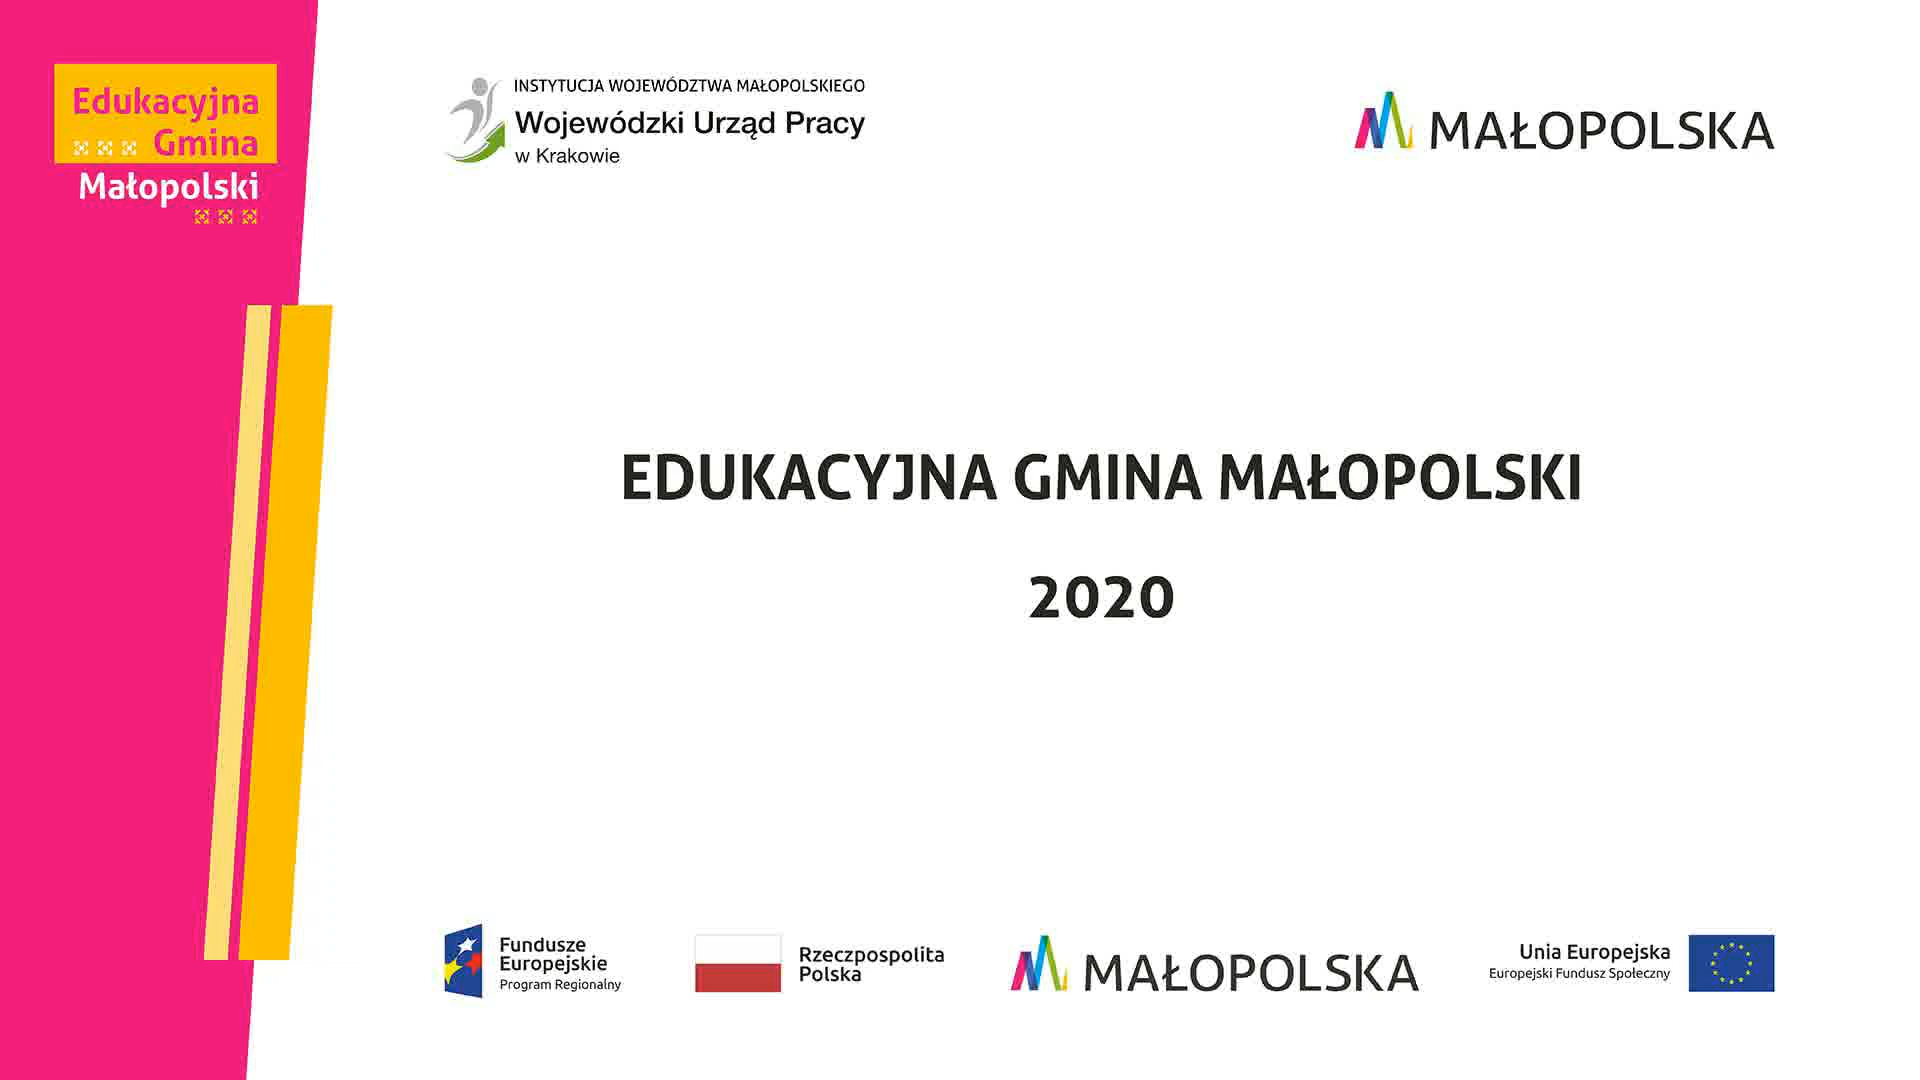 Edukacyjna
Gmina
Małopolski
INSTYTUCJA WOJEWÓDZTWA MAŁOPOLSKIEGO
Wojewódzki Urząd Pracy
w Krakowie
MAŁOPOLSKA
EDUKACYJNA GMINA MAŁOPOLSKI
2020
Fundusze
Europejskie
Program Regionalny
Rzeczpospolita
Polska
MAŁOPOLSKA
Unia Europejska
Europejski Fundusz Społeczny